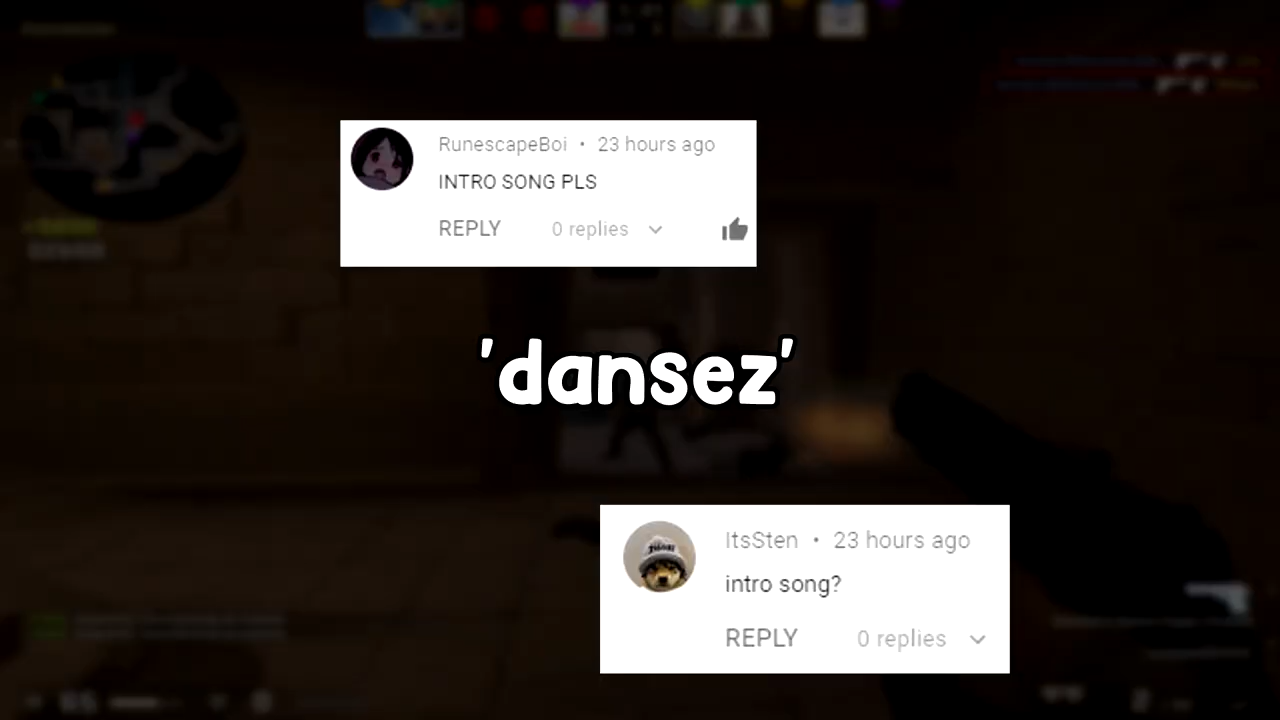 RunescapeBoi • 23 hours ago
INTRO SONG PLS
REPLY 0 replies
'dansez'
ItsSten • 23 hours ago
intro song?
REPLY 0 replies